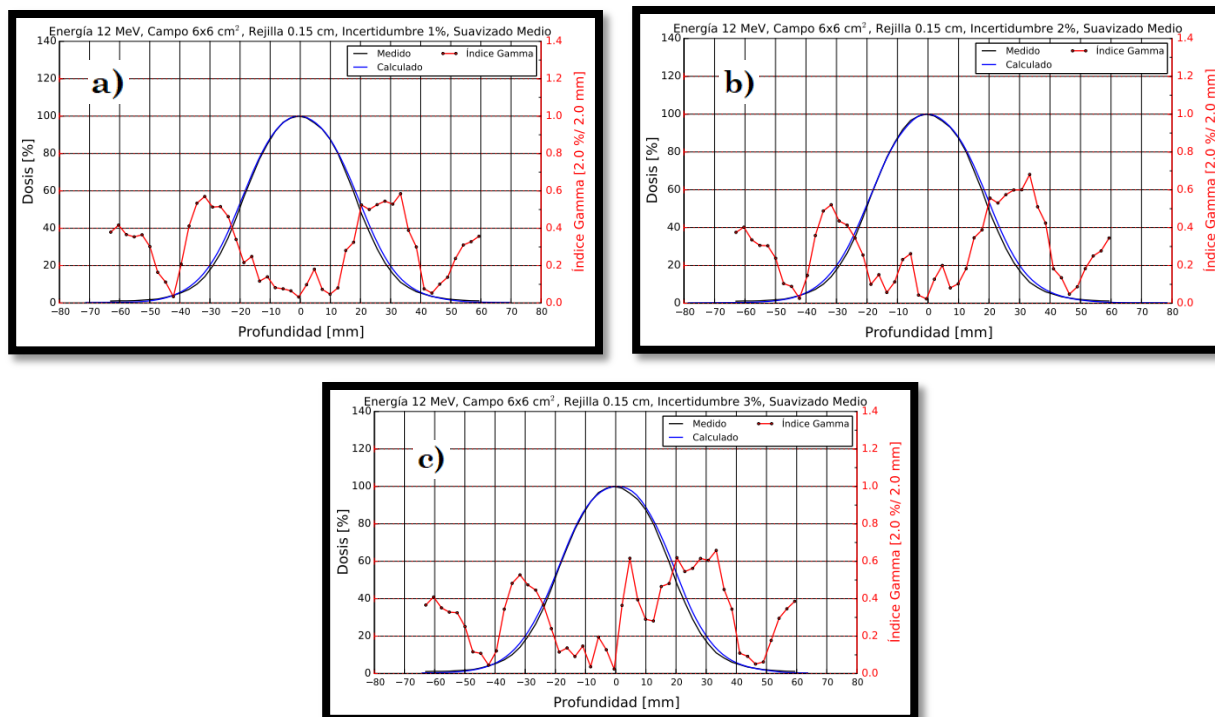 Energía 12 MeV, Campo 6x6 cm², Rejilla 0.15 cm, Incertidumbre 1%, Suavizado Medio
a)
Medido
Calculado
Índice Gamma
Dosis [%]
140
120
100
80
60
40
20
0
Índice Gamma [2.0 %/ 2.0 mm]
1.4
1.2
1.0
0.8
0.6
0.4
0.2
0.0
−80 −70 −60 −50 −40 −30 −20 −10 0 10 20 30 40 50 60 70 80
Profundidad [mm]
Energía 12 MeV, Campo 6x6 cm², Rejilla 0.15 cm, Incertidumbre 2%, Suavizado Medio
b)
Medido
Calculado
Índice Gamma
Dosis [%]
140
120
100
80
60
40
20
0
Índice Gamma [2.0 %/ 2.0 mm]
1.4
1.2
1.0
0.8
0.6
0.4
0.2
0.0
−80 −70 −60 −50 −40 −30 −20 −10 0 10 20 30 40 50 60 70 80
Profundidad [mm]
Energía 12 MeV, Campo 6x6 cm², Rejilla 0.15 cm, Incertidumbre 3%, Suavizado Medio
c)
Medido
Calculado
Índice Gamma
Dosis [%]
140
120
100
80
60
40
20
0
Índice Gamma [2.0 %/ 2.0 mm]
1.4
1.2
1.0
0.8
0.6
0.4
0.2
0.0
−80 −70 −60 −50 −40 −30 −20 −10 0 10 20 30 40 50 60 70 80
Profundidad [mm]